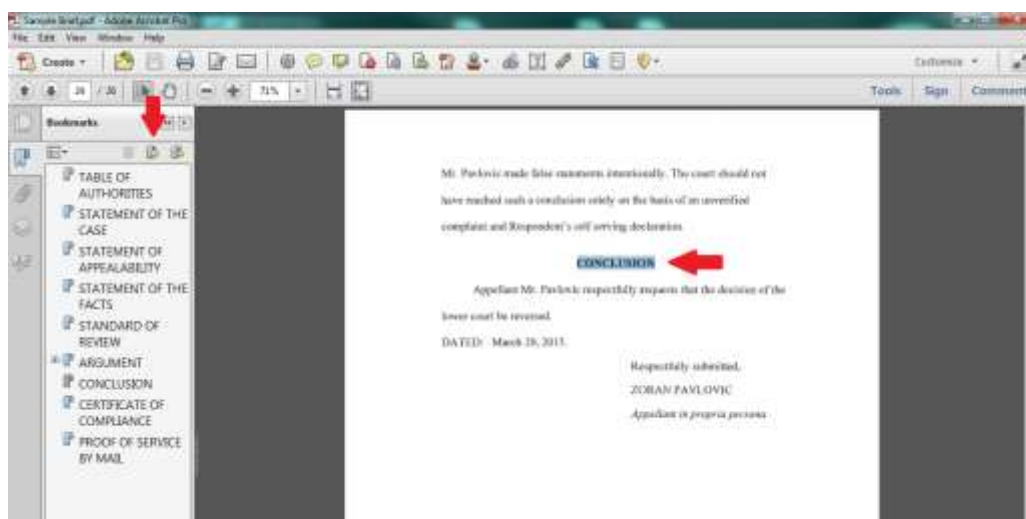 Sample Brief.pdf - Adobe Acrobat Pro
File Edit View Window Help
Create
Customize
71%
Tools Sign Comment
Bookmarks
TABLE OF
AUTHORITIES
STATEMENT OF THE
CASE
STATEMENT OF
APPEALABILITY
STATEMENT OF THE
FACTS
STANDARD OF
REVIEW
ARGUMENT
CONCLUSION
CERTIFICATE OF
COMPLIANCE
PROOF OF SERVICE
BY MAIL
Mr. Pavlovic made false statements intentionally. The court should not
have reached such a conclusion solely on the basis of an unverified
complaint and Respondent's self serving declaration.
CONCLUSION
Appellant Mr. Pavlovic respectfully requests that the decision of the
lower court be reversed.
DATED: March 28, 2015.
Respectfully submitted,
ZORAN PAVLOVIC
Appellant in propria persona